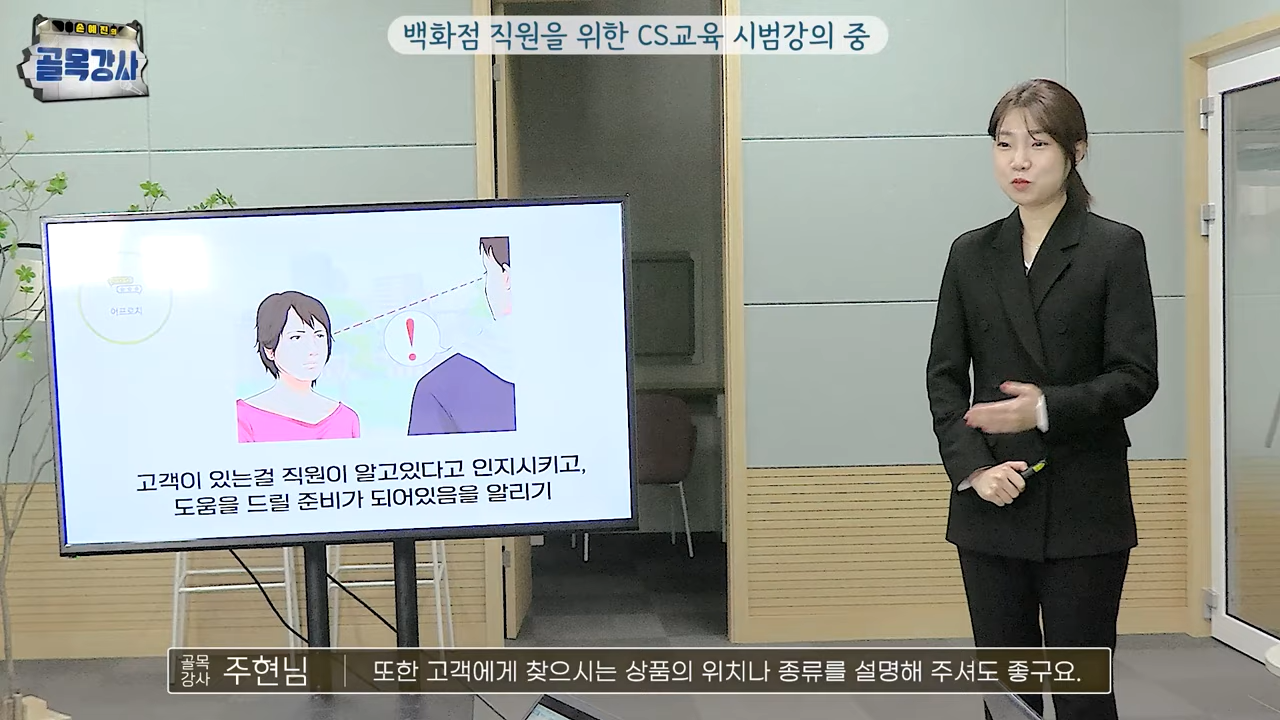 손예진의
골목강사
백화점 직원을 위한 CS교육 시범강의 중
어프로치
고객이 있는걸 직원이 알고있다고 인지시키고,
도움을 드릴 준비가 되어있음을 알리기
골목
강사
주현님
또한 고객에게 찾으시는 상품의 위치나 종류를 설명해 주셔도 좋구요.